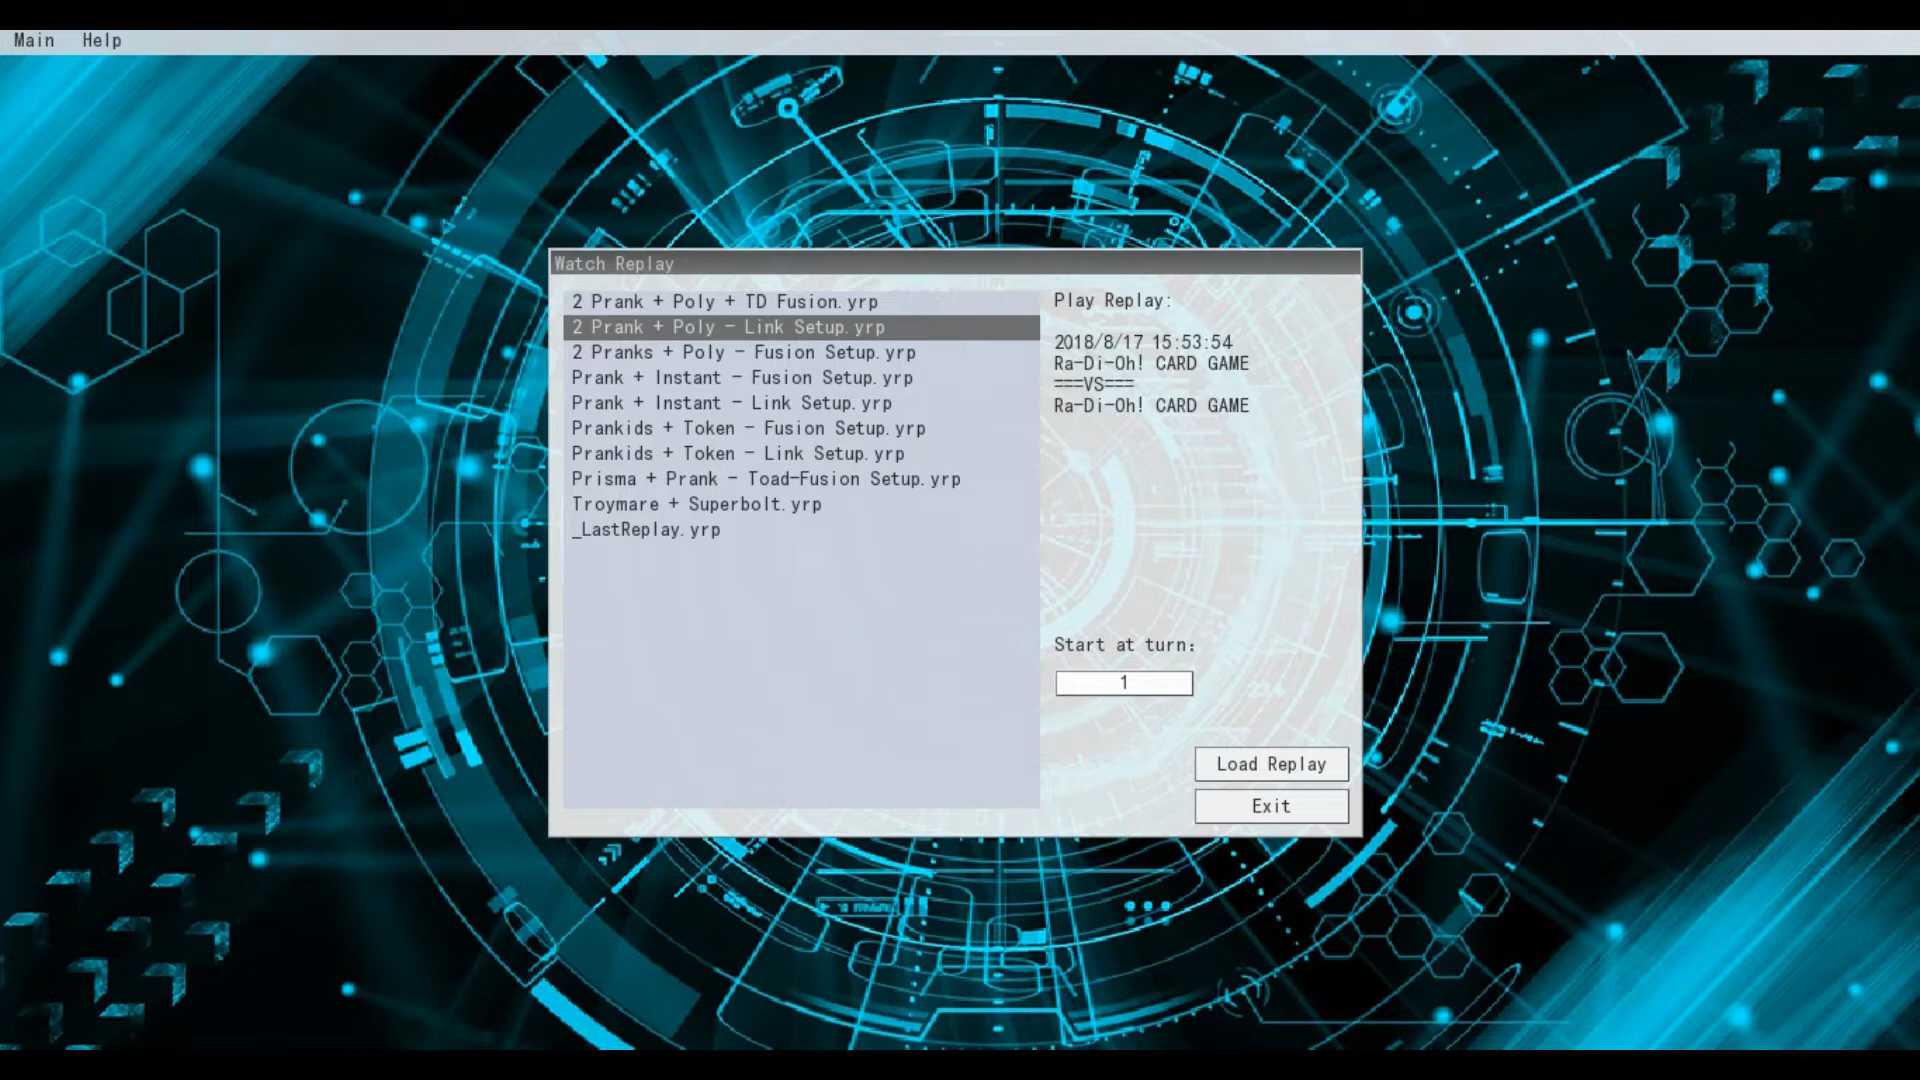 Main Help
Watch Replay
2 Prank + Poly + TD Fusion.yrp
2 Prank + Poly - Link Setup.yrp
2 Pranks + Poly - Fusion Setup.yrp
Prank + Instant - Fusion Setup.yrp
Prank + Instant - Link Setup.yrp
Prankids + Token - Fusion Setup.yrp
Prankids + Token - Link Setup.yrp
Prisma + Prank - Toad-Fusion Setup.yrp
Troymare + Superbolt.yrp
_LastReplay.yrp
Play Replay:
2018/8/17 15:53:54
Ra-Di-Oh! CARD GAME
===VS===
Ra-Di-Oh! CARD GAME
Start at turn:
1
Load Replay
Exit